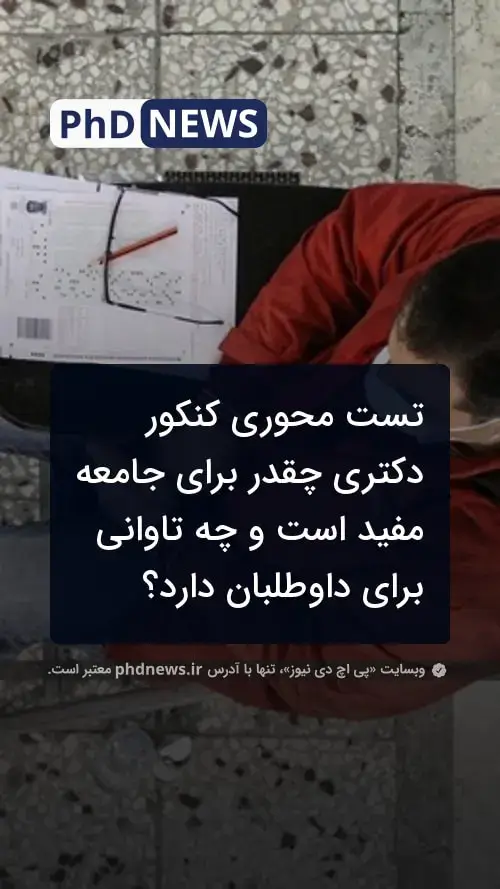 PhD NEWS
تست محوری کنکور
دکتری چقدر برای جامعه
مفید است و چه تاوانی
برای داوطلبان دارد؟
وبسایت «پی اچ دی نیوز»، تنها با آدرس phdnews.ir معتبر است.